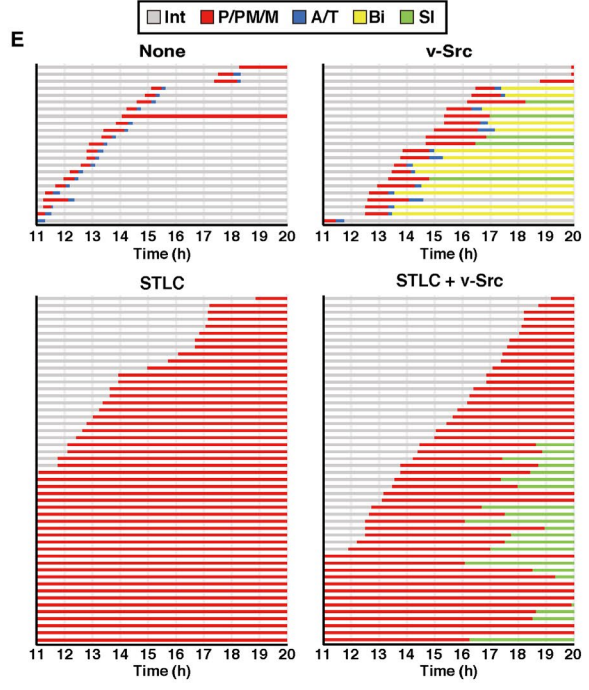 Int P/PM/M A/T Bi SI
E
None
11 12 13 14 15 16 17 18 19 20
Time (h)
v-Src
11 12 13 14 15 16 17 18 19 20
Time (h)
STLC
11 12 13 14 15 16 17 18 19 20
Time (h)
STLC + v-Src
11 12 13 14 15 16 17 18 19 20
Time (h)